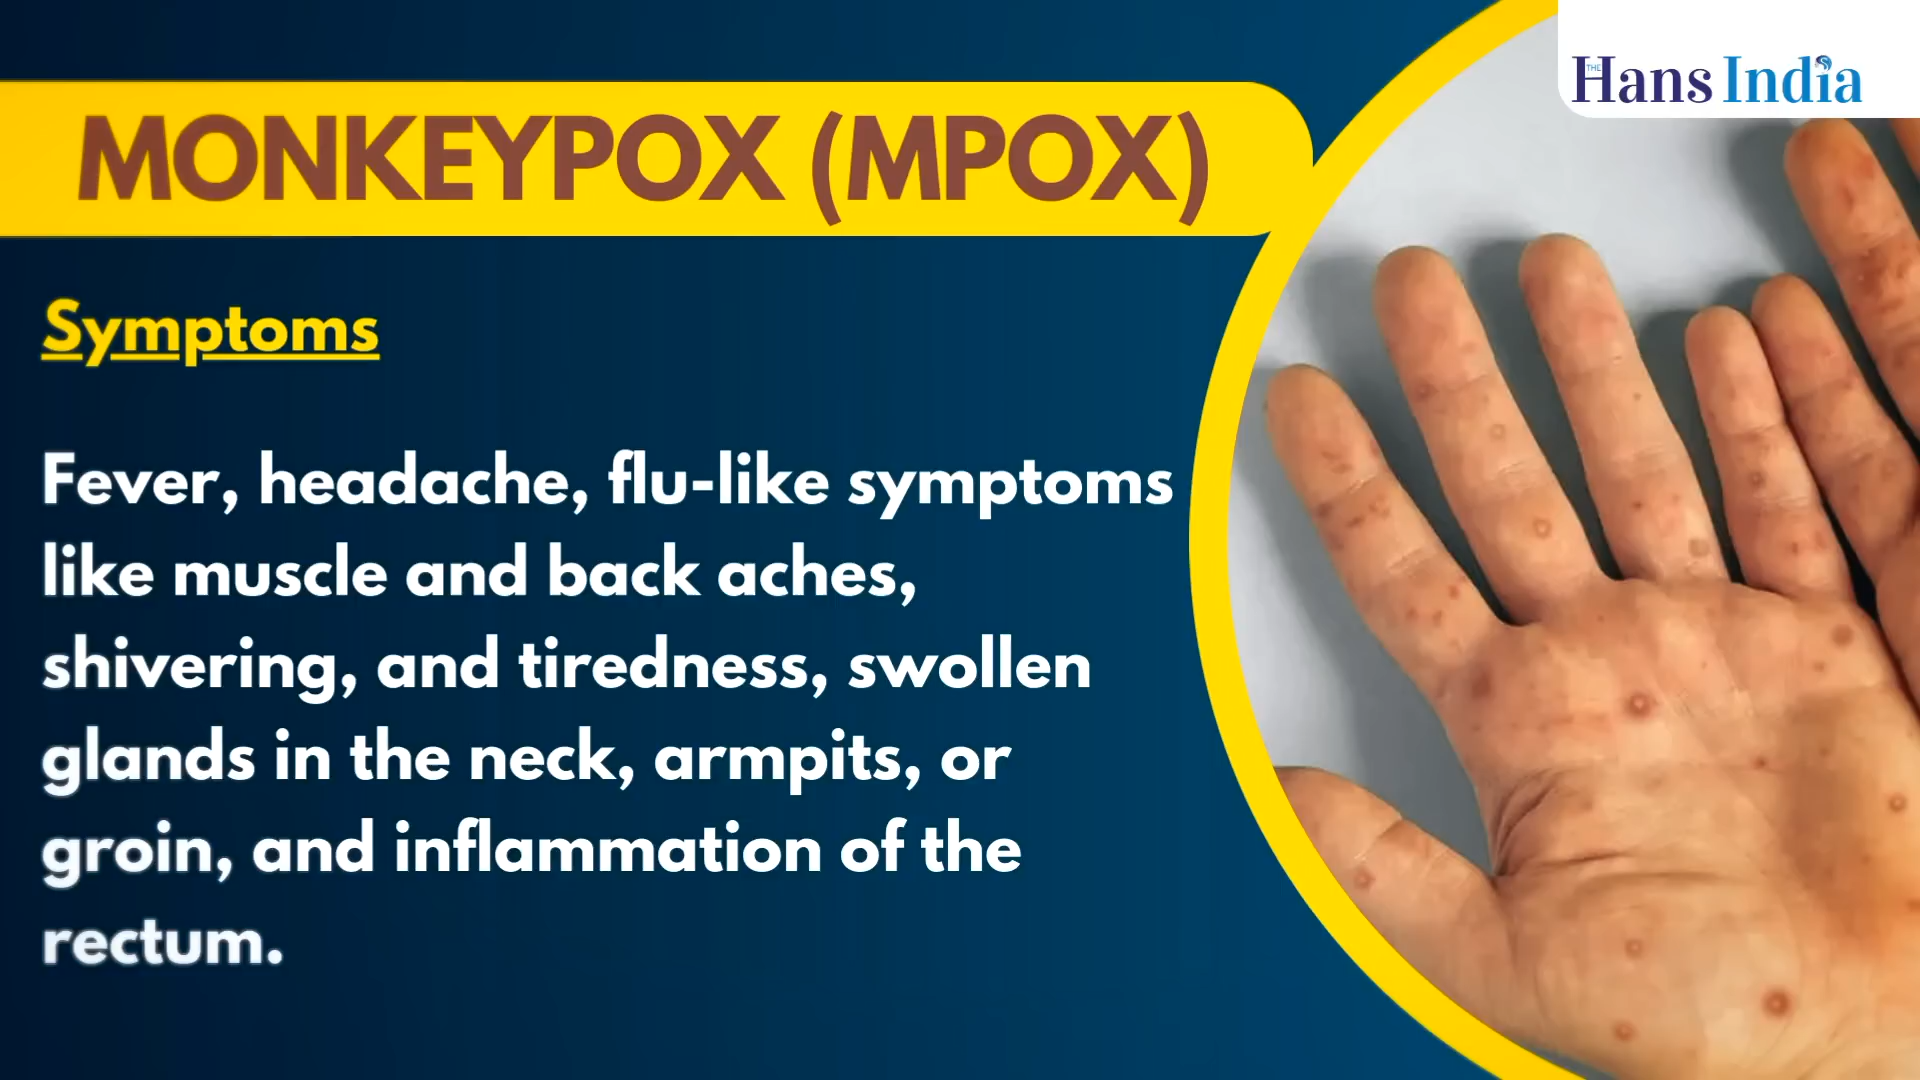 THE Hans India
MONKEYPOX (MPOX)
Symptoms
Fever, headache, flu-like symptoms
like muscle and back aches,
shivering, and tiredness, swollen
glands in the neck, armpits, or
groin, and inflammation of the
rectum.